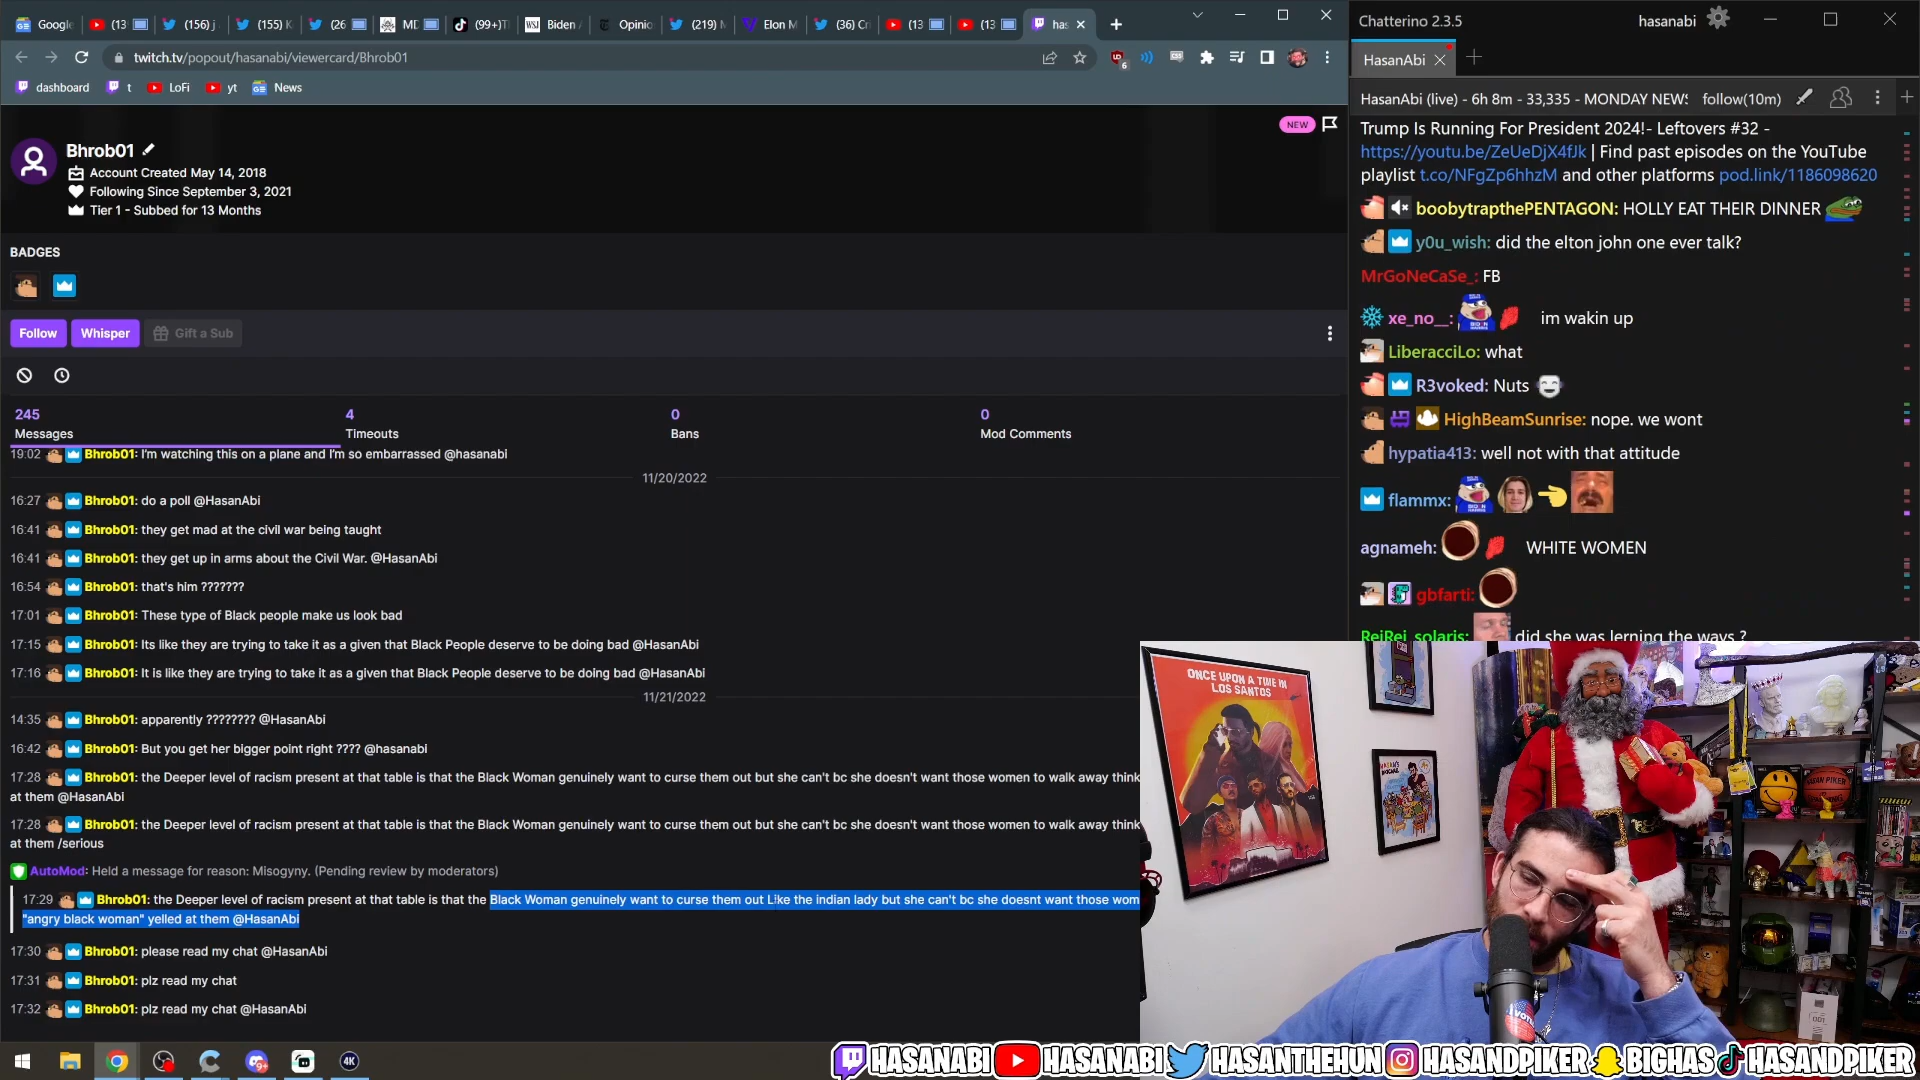 Google
(13
(156) j
(155) K
(26
MD
(99+)T
WSJ
Biden
Opinio
(219) M
Elon M
(36) Cr
(13
(13
has
twitch.tv/popout/hasanabi/viewercard/Bhrob01
6
dashboard
t
LoFi
yt
News
NEW
Bhrob01
Account Created May 14, 2018
Following Since September 3, 2021
Tier 1 - Subbed for 13 Months
BADGES
Follow
Whisper
Gift a Sub
245
4
0
0
Messages
Timeouts
Bans
Mod Comments
19:02 Bhrob01: I'm watching this on a plane and I'm so embarrassed @hasanabi
11/20/2022
16:27 Bhrob01: do a poll @HasanAbi
16:41 Bhrob01: they get mad at the civil war being taught
16:41 Bhrob01: they get up in arms about the Civil War. @HasanAbi
16:54 Bhrob01: that's him ???????
17:01 Bhrob01: These type of Black people make us look bad
17:15 Bhrob01: Its like they are trying to take it as a given that Black People deserve to be doing bad @HasanAbi
17:16 Bhrob01: It is like they are trying to take it as a given that Black People deserve to be doing bad @HasanAbi
11/21/2022
14:35 Bhrob01: apparently ???????? @HasanAbi
16:42 Bhrob01: But you get her bigger point right ???? @hasanabi
17:28 Bhrob01: the Deeper level of racism present at that table is that the Black Woman genuinely want to curse them out but she can't bc she doesn't want those women to walk away think
at them @HasanAbi
17:28 Bhrob01: the Deeper level of racism present at that table is that the Black Woman genuinely want to curse them out but she can't bc she doesn't want those women to walk away think
at them /serious
AutoMod: Held a message for reason: Misogyny. (Pending review by moderators)
17:29 Bhrob01: the Deeper level of racism present at that table is that the Black Woman genuinely want to curse them out Like the indian lady but she can't bc she doesnt want those wom
"angry black woman" yelled at them @HasanAbi
17:30 Bhrob01: please read my chat @HasanAbi
17:31 Bhrob01: plz read my chat
17:32 Bhrob01: plz read my chat @HasanAbi
Chatterino 2.3.5
hasanabi
HasanAbi
HasanAbi (live) - 6h 8m - 33,335 - MONDAY NEWS
follow(10m)
Trump Is Running For President 2024!- Leftovers #32 -
https://youtu.be/ZeUeDjX4fJk | Find past episodes on the YouTube
playlist t.co/NFgZp6hhzM and other platforms pod.link/1186098620
boobytrapthePENTAGON: HOLLY EAT THEIR DINNER
y0u_wish: did the elton john one ever talk?
MrGoNeCaSe_: FB
xe_no__: im wakin up
LiberacciLo: what
R3voked: Nuts
HighBeamSunrise: nope. we wont
hypatia413: well not with that attitude
flammx:
agnameh: WHITE WOMEN
gbfarti:
ReiRei_solaris: did she was lerning the ways ?
ONCE UPON A TIME IN
LOS SANTOS
HASANABI
HASANABI
HASANTHEHUN
HASANDPIKER
BIGHAS
HASANDPIKER
4K